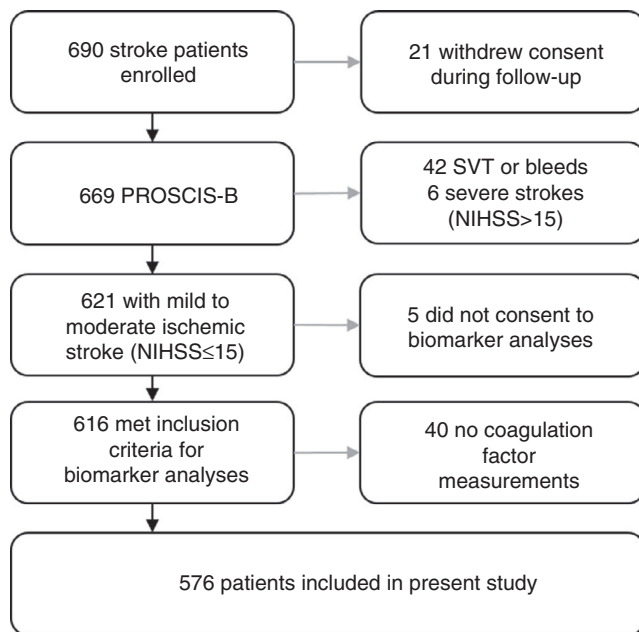 690 stroke patients
enrolled
21 withdrew consent
during follow-up
669 PROSCIS-B
42 SVT or bleeds
6 severe strokes
(NIHSS>15)
621 with mild to
moderate ischemic
stroke (NIHSS≤15)
5 did not consent to
biomarker analyses
616 met inclusion
criteria for
biomarker analyses
40 no coagulation
factor
measurements
576 patients included in present study